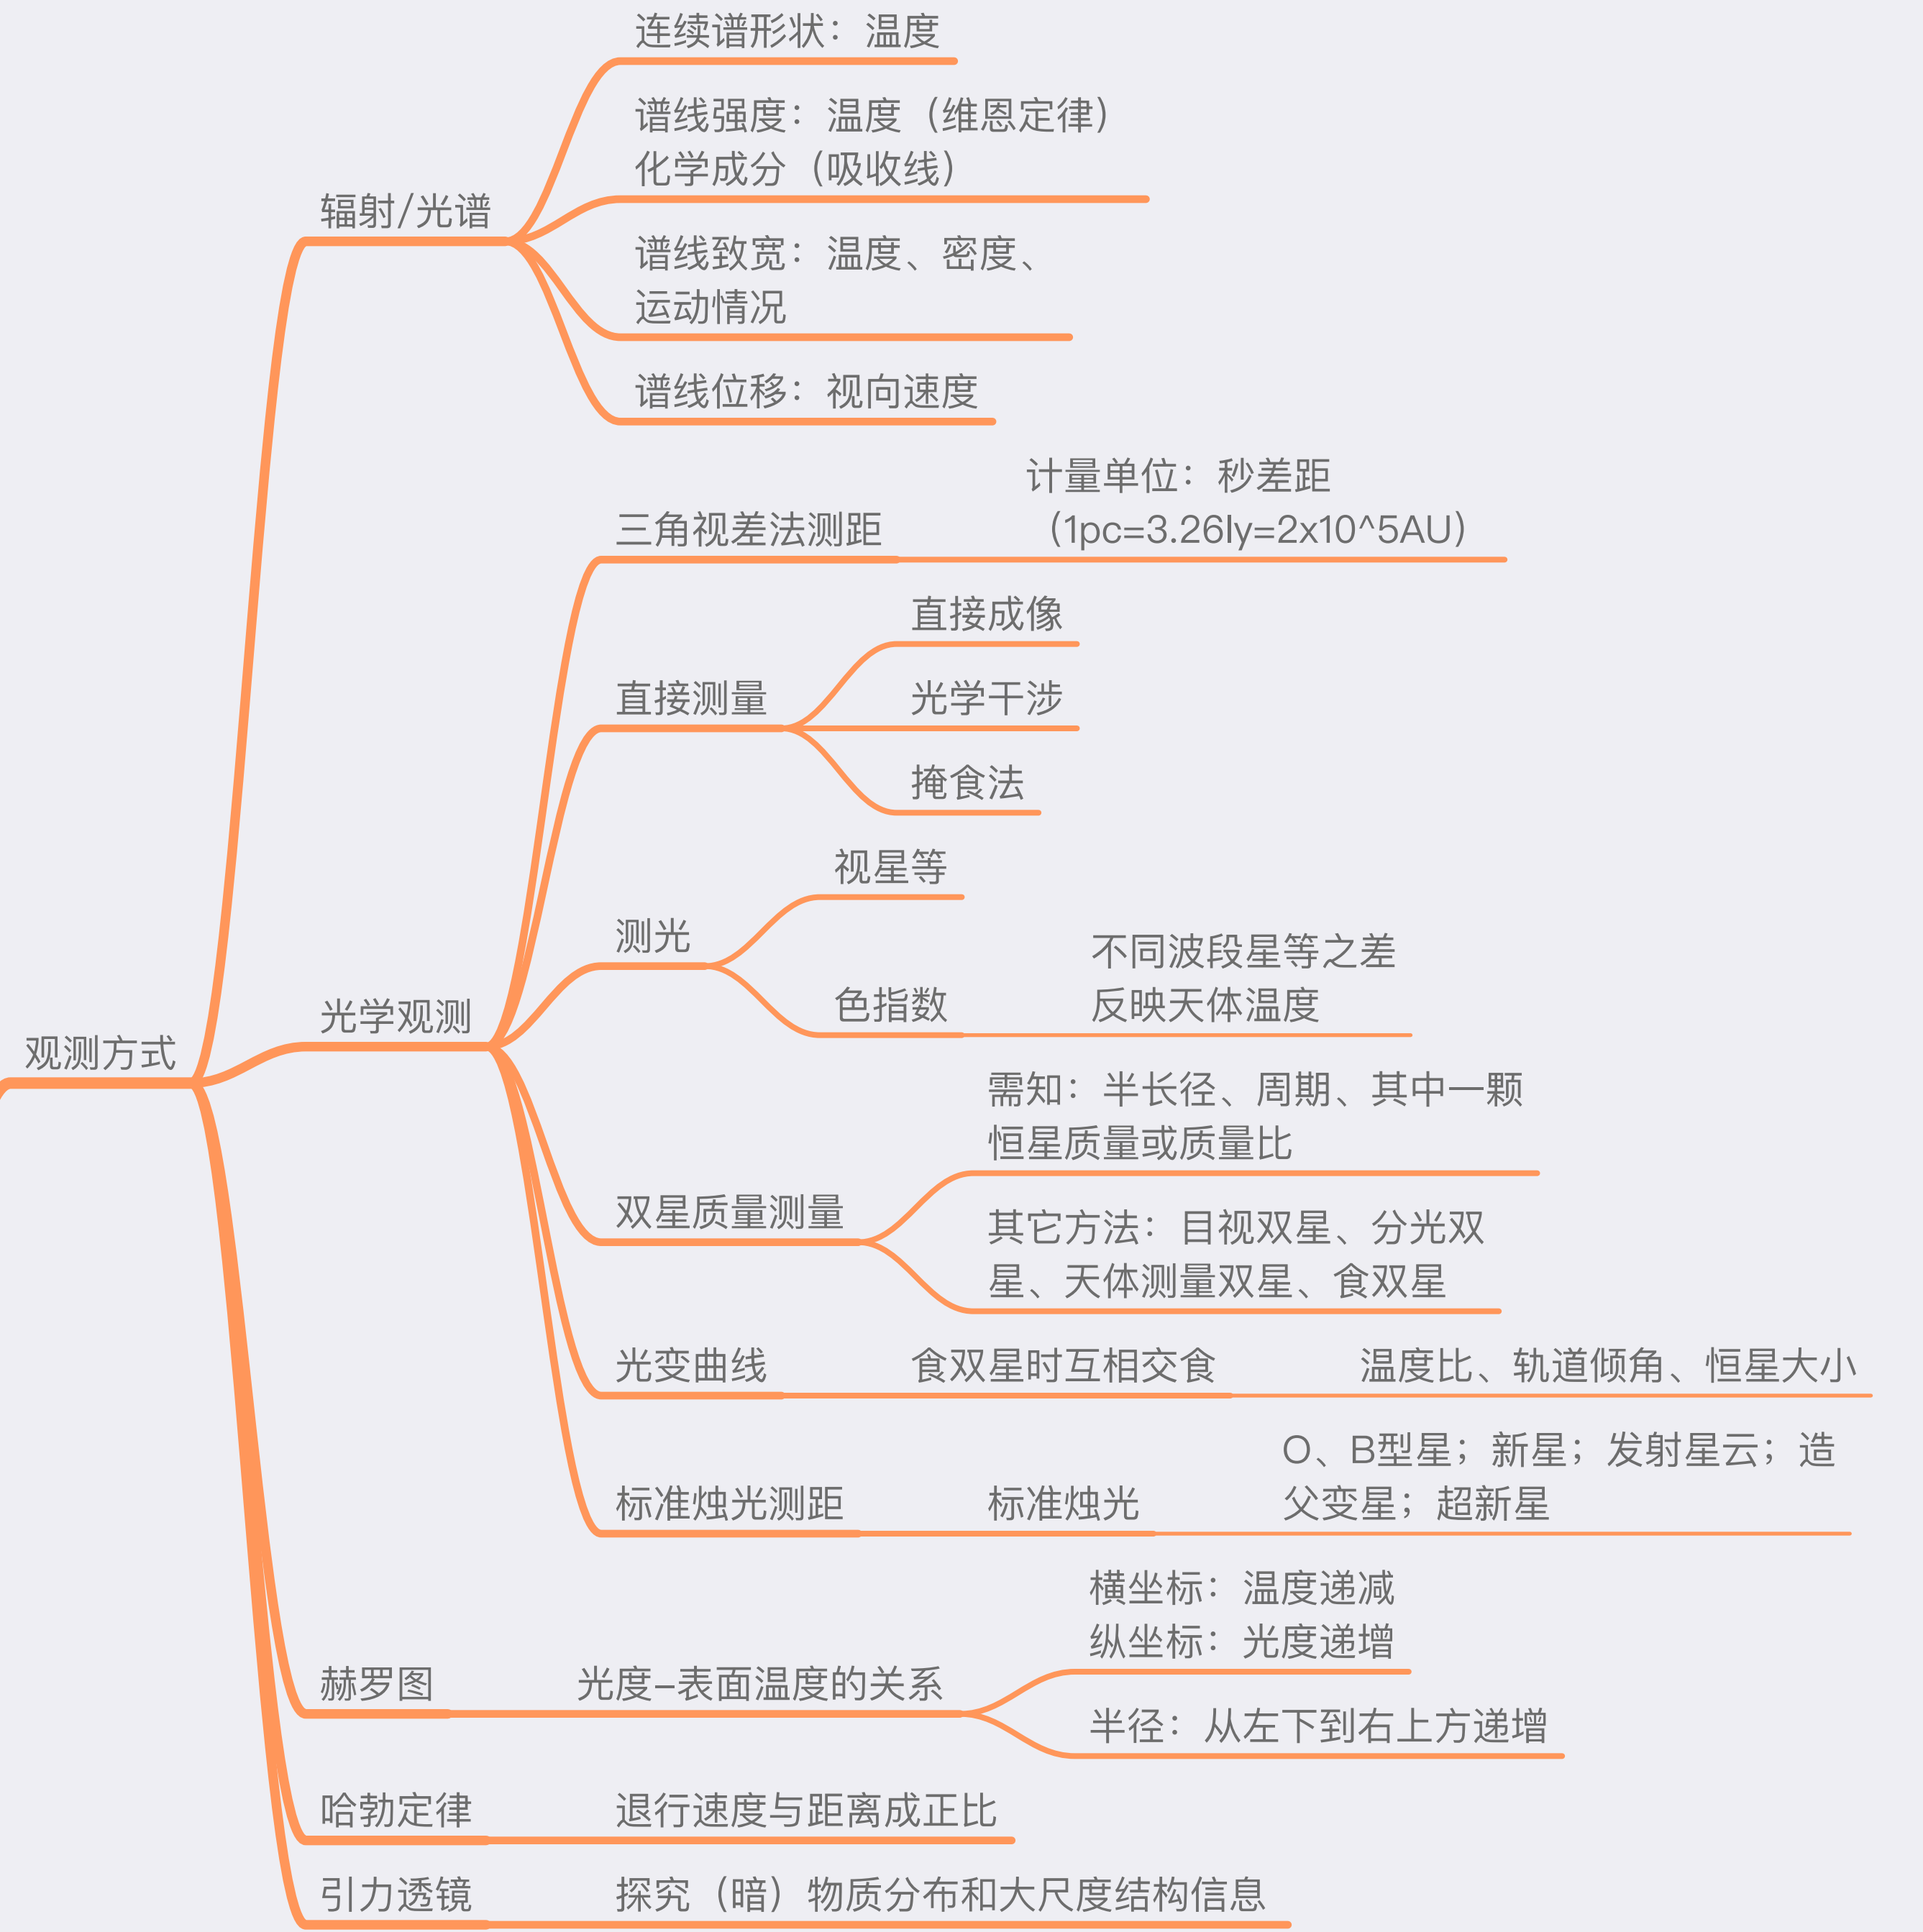 连续谱形状：温度
谱线强度：温度（维恩定律）
化学成分（吸收线）
辐射/光谱
谱线致宽：温度、密度、
运动情况
谱线位移：视向速度
计量单位：秒差距
（1pc=3.26ly=2x10^5AU）
三角视差法测距
直接成像
直接测量
光学干涉
掩食法
视星等
测光
不同波段星等之差
反映天体温度
色指数
光学观测
观测方式
需知：半长径、周期、其中一颗
恒星质量或质量比
双星质量测量
其它方法：目视双星、分光双
星、天体测量双星、食双星
光变曲线
食双星时互相交食
温度比、轨道倾角、恒星大小
O、B型星；新星；发射星云；造
父变星；超新星
标准烛光测距
标准烛光
横坐标：温度递减
纵坐标：光度递增
赫罗图
光度–表面温度的关系
半径：从左下到右上方递增
哈勃定律
退行速度与距离成正比
引力透镜
探究（暗）物质分布和大尺度结构信息